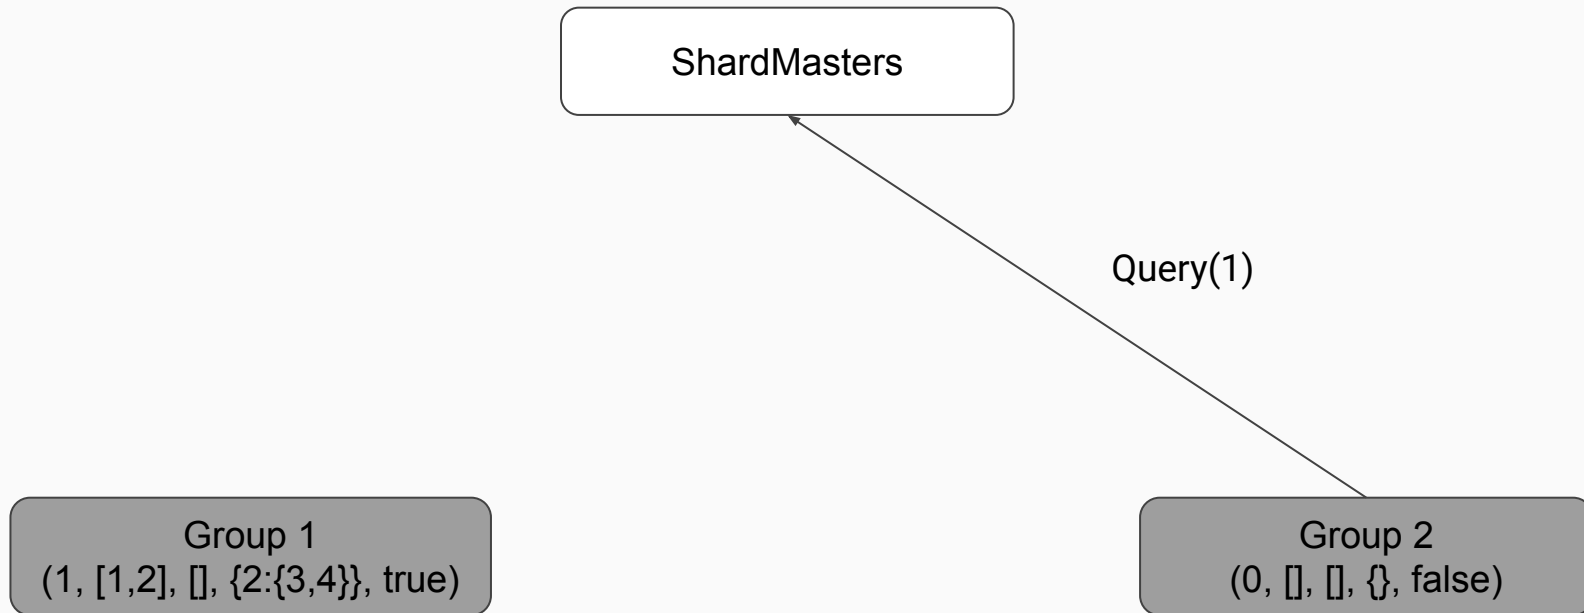 ShardMasters
Query(1)
Group 1
(1, [1,2], [], {2:{3,4}}, true)
Group 2
(0, [], [], {}, false)